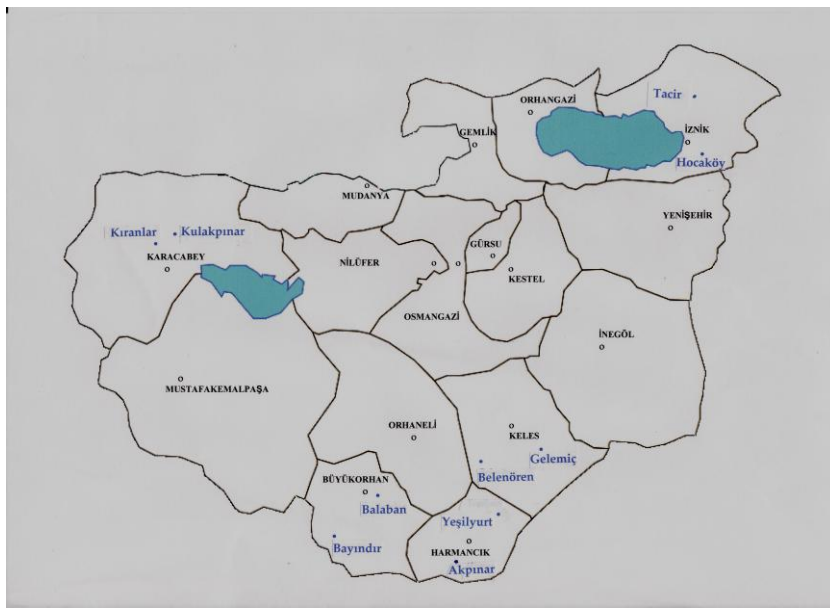 Tacir
ORHANGAZİ
GEMLİK
İZNİK
Hocaköy
MUDANYA
YENİŞEHİR
Kıranlar
Kulakpınar
GÜRSU
KARACABEY
NİLÜFER
KESTEL
OSMANGAZİ
İNEGÖL
MUSTAFAKEMALPAŞA
ORHANELİ
KELES
Gelemiç
Belenören
BÜYÜKORHAN
Balaban
Yeşilyurt
Bayındır
HARMANCIK
Akpınar